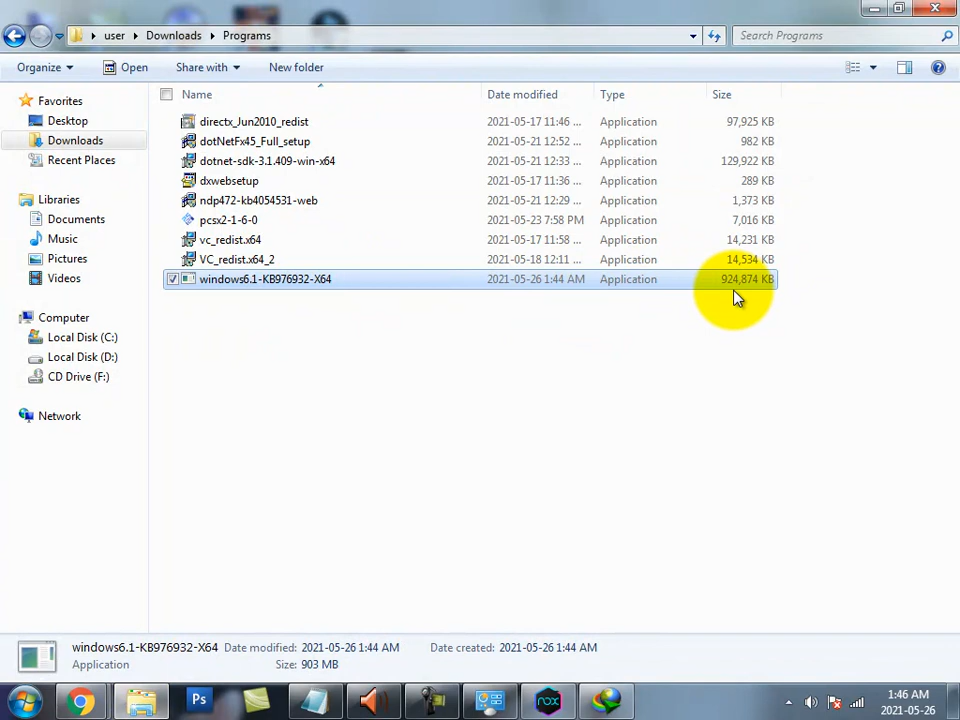 user Downloads Programs Search Programs
Organize Open Share with New folder
Name Date modified Type Size
Favorites
Desktop
Downloads
Recent Places
Libraries
Documents
Music
Pictures
Videos
Computer
Local Disk (C:)
Local Disk (D:)
CD Drive (F:)
Network
directx_Jun2010_redist 2021-05-17 11:46 ... Application 97,925 KB
dotNetFx45_Full_setup 2021-05-21 12:52 ... Application 982 KB
dotnet-sdk-3.1.409-win-x64 2021-05-21 12:33 ... Application 129,922 KB
dxwebsetup 2021-05-17 11:36 ... Application 289 KB
ndp472-kb4054531-web 2021-05-21 12:29 ... Application 1,373 KB
pcsx2-1-6-0 2021-05-23 7:58 PM Application 7,016 KB
vc_redist.x64 2021-05-17 11:58 ... Application 14,231 KB
VC_redist.x64_2 2021-05-18 12:11 ... Application 14,534 KB
windows6.1-KB976932-X64 2021-05-26 1:44 AM Application 924,874 KB
windows6.1-KB976932-X64 Date modified: 2021-05-26 1:44 AM Date created: 2021-05-26 1:44 AM
Application Size: 903 MB
Ps
nox
1:46 AM
2021-05-26